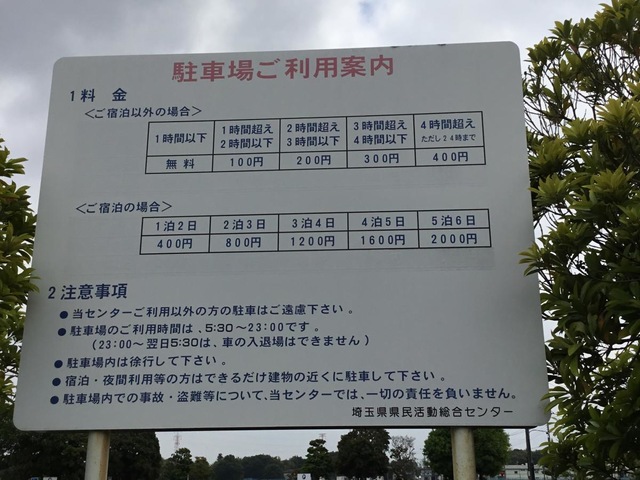 駐車場ご利用案内
1料 金
<ご宿泊以外の場合>
1時間以下 1時間超え 2時間以下 2時間超え 3時間以下 3時間超え 4時間以下 4時間超え ただし24時まで
無料 100円 200円 300円 400円
<ご宿泊の場合>
1泊2日 2泊3日 3泊4日 4泊5日 5泊6日
400円 800円 1200円 1600円 2000円
2注意事項
●当センターご利用以外の方の駐車はご遠慮下さい。
●駐車場のご利用時間は、5:30~23:00です。
(23:00~翌日5:30は、車の入退場はできません)
●駐車場内は徐行して下さい。
●宿泊・夜間利用等の方はできるだけ建物の近くに駐車して下さい。
●駐車場内での事故・盗難等について、当センターでは、一切の責任を負いません。
埼玉県県民活動総合センター